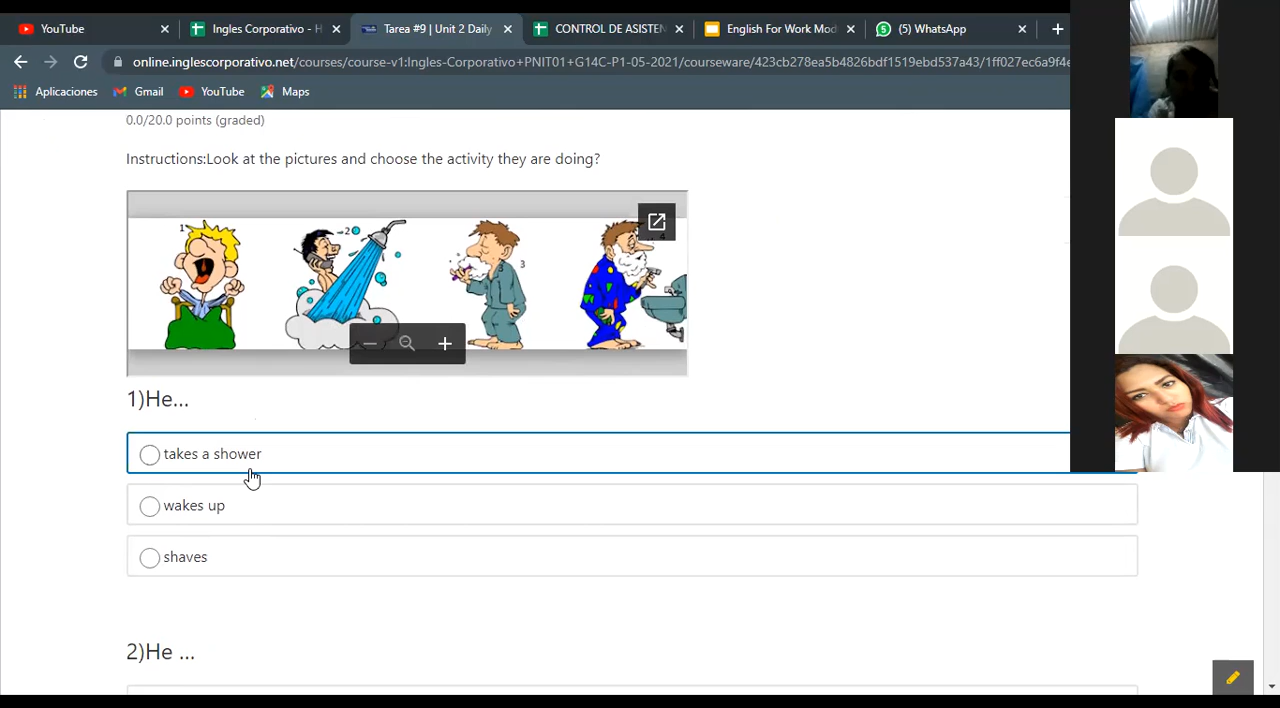 YouTube
Ingles Corporativo - H
Tarea #9 | Unit 2 Daily
CONTROL DE ASISTEN
English For Work Mod
(5) WhatsApp
online.inglescorporativo.net/courses/course-v1:Ingles-Corporativo+PNIT01+G14C-P1-05-2021/courseware/423cb278ea5b4826bdf1519ebd537a43/1ff027ec6a9f4e
Aplicaciones
Gmail
YouTube
Maps
0.0/20.0 points (graded)
Instructions:Look at the pictures and choose the activity they are doing?
1
2
3
4
1)He...
takes a shower
wakes up
shaves
2)He ...